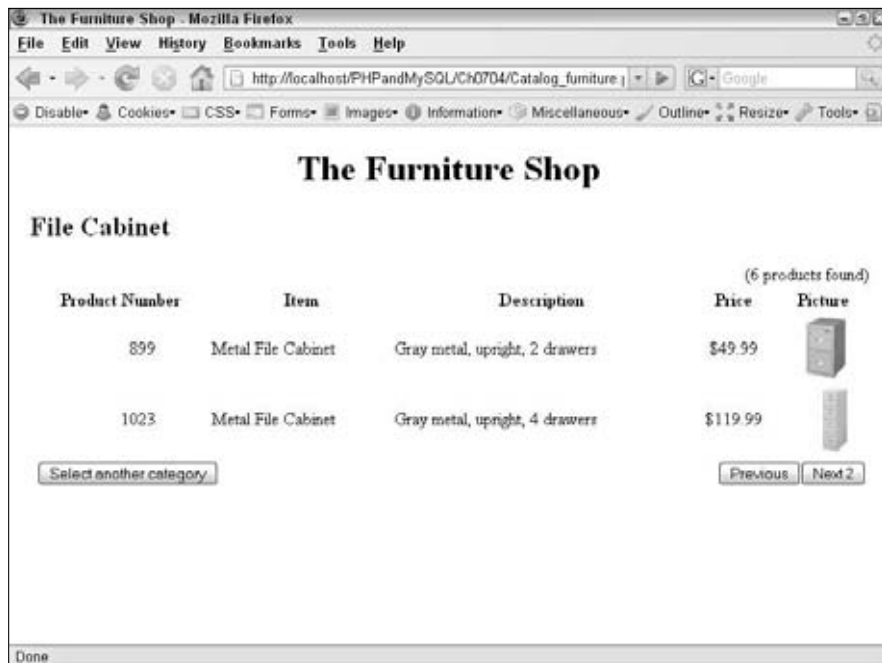 The Furniture Shop - Mozilla Firefox
File Edit View History Bookmarks Tools Help
http://localhost/PHPandMySQL/Ch0704/Catalog_furniture.p Google
Disable Cookies CSS Forms Images Information Miscellaneous Outline Resize Tools
The Furniture Shop
File Cabinet
(6 products found)
Product Number Item Description Price Picture
899 Metal File Cabinet Gray metal, upright, 2 drawers $49.99
1023 Metal File Cabinet Gray metal, upright, 4 drawers $119.99
Select another category Previous Next 2
Done